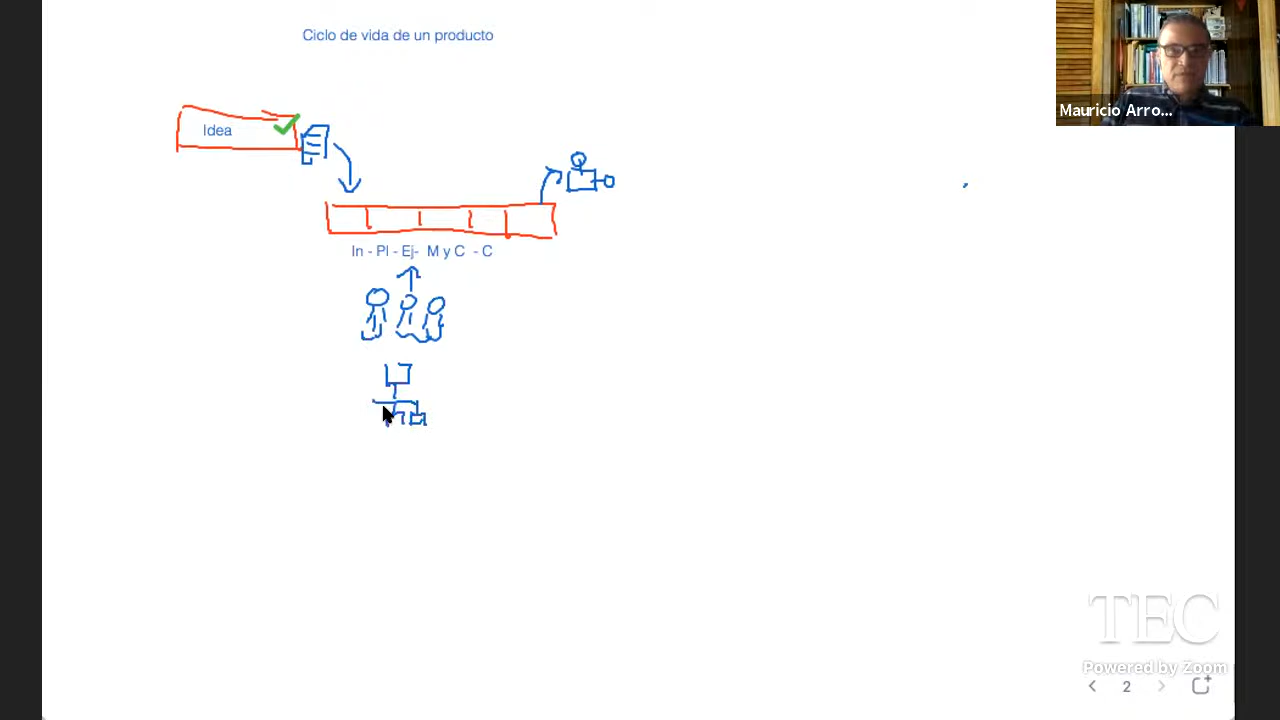 Ciclo de vida de un producto
Mauricio Arro...
Idea
In - Pl - Ej- M y C - C
TEC
Powered by Zoom
2